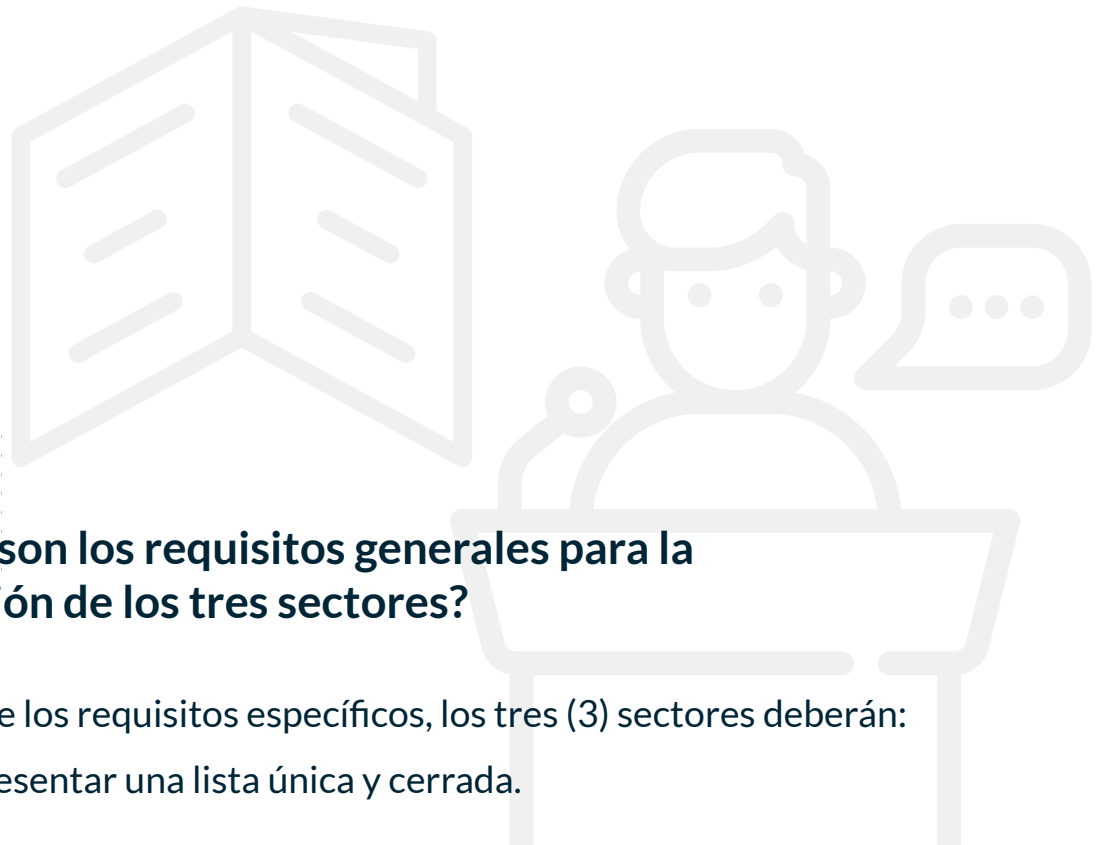 son los requisitos generales para la
ón de los tres sectores?
e los requisitos específicos, los tres (3) sectores deberán:
esentar una lista única y cerrada.